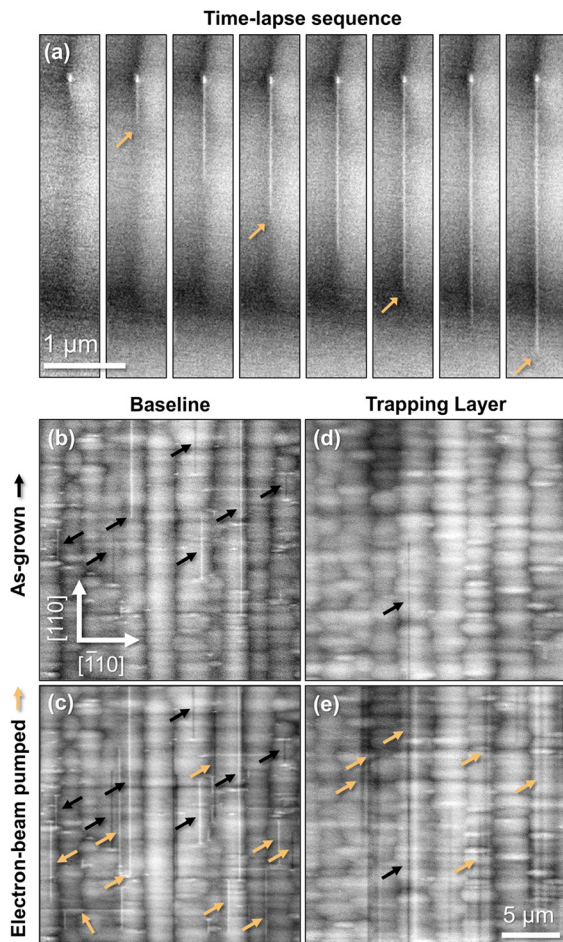 Time-lapse sequence
(a)
1 μm
Baseline
Trapping Layer
As-grown
(b)
(d)
[110]
[1̄10]
Electron-beam pumped
(c)
(e)
5 μm